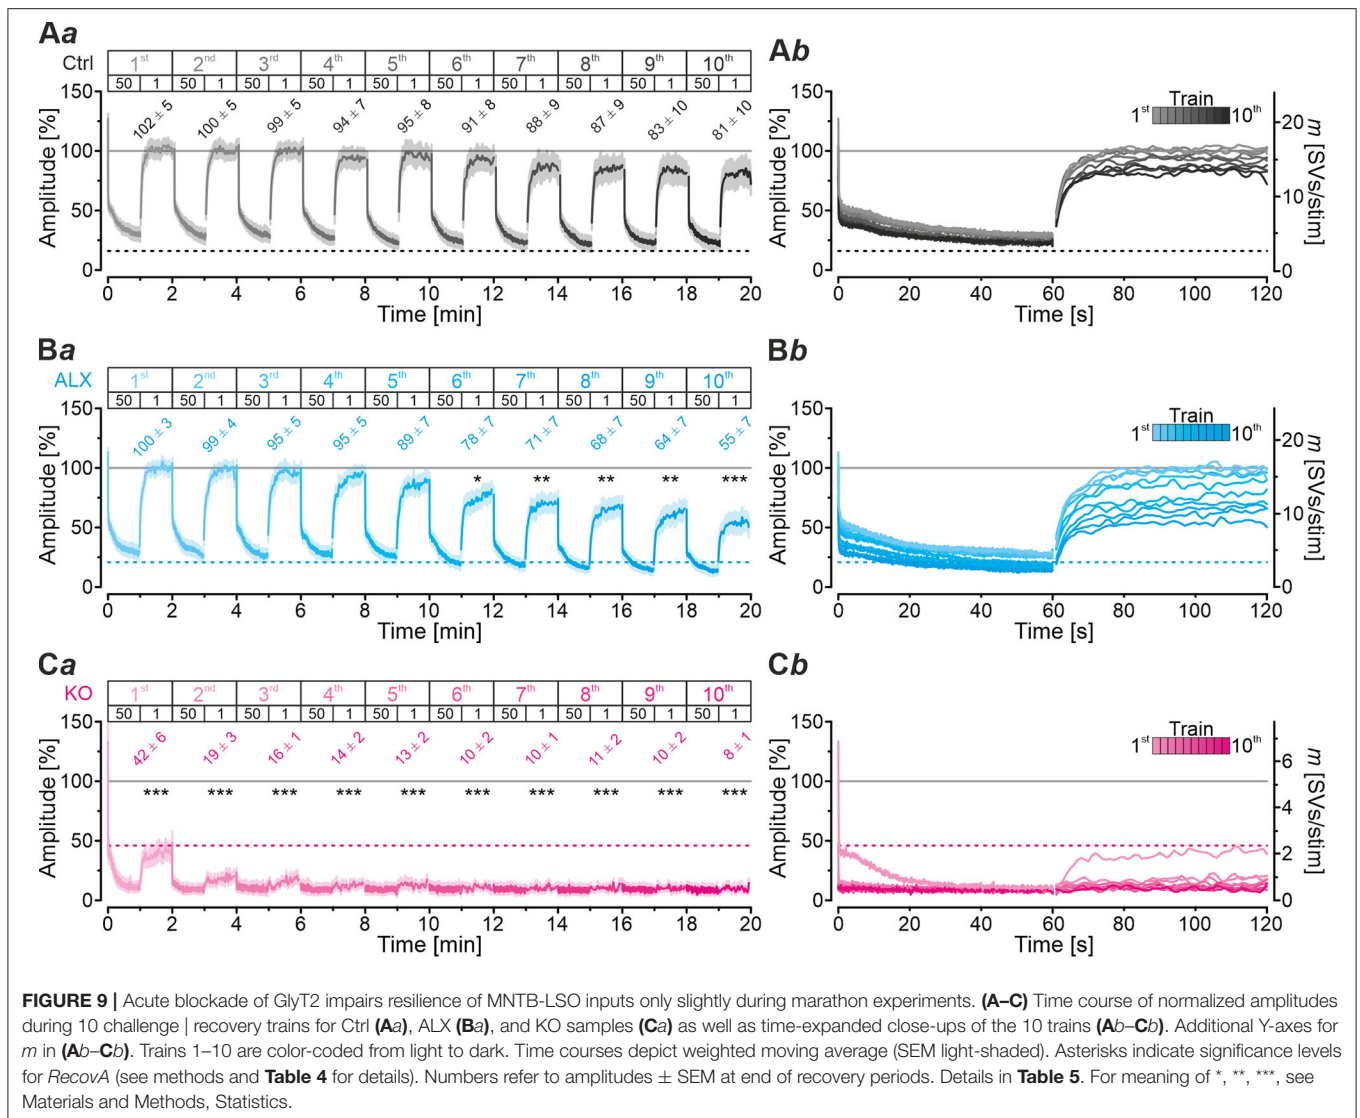 Aa
Ctrl
1st 2nd 3rd 4th 5th 6th 7th 8th 9th 10th
50 1 50 1 50 1 50 1 50 1 50 1 50 1 50 1 50 1 50 1
102 ± 5 100 ± 5 99 ± 5 94 ± 7 95 ± 8 91 ± 8 88 ± 9 87 ± 9 83 ± 10 81 ± 10
Amplitude [%]
150
100
50
0
0 2 4 6 8 10 12 14 16 18 20
Time [min]
Ab
Train
1st 10th
Amplitude [%]
150
100
50
0
m [SVs/stim]
20
10
0
0 20 40 60 80 100 120
Time [s]
Ba
ALX
1st 2nd 3rd 4th 5th 6th 7th 8th 9th 10th
50 1 50 1 50 1 50 1 50 1 50 1 50 1 50 1 50 1 50 1
100 ± 3 99 ± 4 95 ± 5 95 ± 5 89 ± 7 78 ± 7 71 ± 7 68 ± 7 64 ± 7 55 ± 7
* ** ** ** ***
Amplitude [%]
150
100
50
0
0 2 4 6 8 10 12 14 16 18 20
Time [min]
Bb
Train
1st 10th
Amplitude [%]
150
100
50
0
m [SVs/stim]
20
10
0
0 20 40 60 80 100 120
Time [s]
Ca
KO
1st 2nd 3rd 4th 5th 6th 7th 8th 9th 10th
50 1 50 1 50 1 50 1 50 1 50 1 50 1 50 1 50 1 50 1
42 ± 6 19 ± 3 16 ± 1 14 ± 2 13 ± 2 10 ± 2 10 ± 1 11 ± 2 10 ± 2 8 ± 1
*** *** *** *** *** *** *** *** *** ***
Amplitude [%]
150
100
50
0
0 2 4 6 8 10 12 14 16 18 20
Time [min]
Cb
Train
1st 10th
Amplitude [%]
150
100
50
0
m [SVs/stim]
6
4
2
0
0 20 40 60 80 100 120
Time [s]
FIGURE 9 | Acute blockade of GlyT2 impairs resilience of MNTB-LSO inputs only slightly during marathon experiments. (A–C) Time course of normalized amplitudes
during 10 challenge | recovery trains for Ctrl (Aa), ALX (Ba), and KO samples (Ca) as well as time-expanded close-ups of the 10 trains (Ab–Cb). Additional Y-axes for
m in (Ab–Cb). Trains 1–10 are color-coded from light to dark. Time courses depict weighted moving average (SEM light-shaded). Asterisks indicate significance levels
for RecovA (see methods and Table 4 for details). Numbers refer to amplitudes ± SEM at end of recovery periods. Details in Table 5. For meaning of *, **, ***, see
Materials and Methods, Statistics.